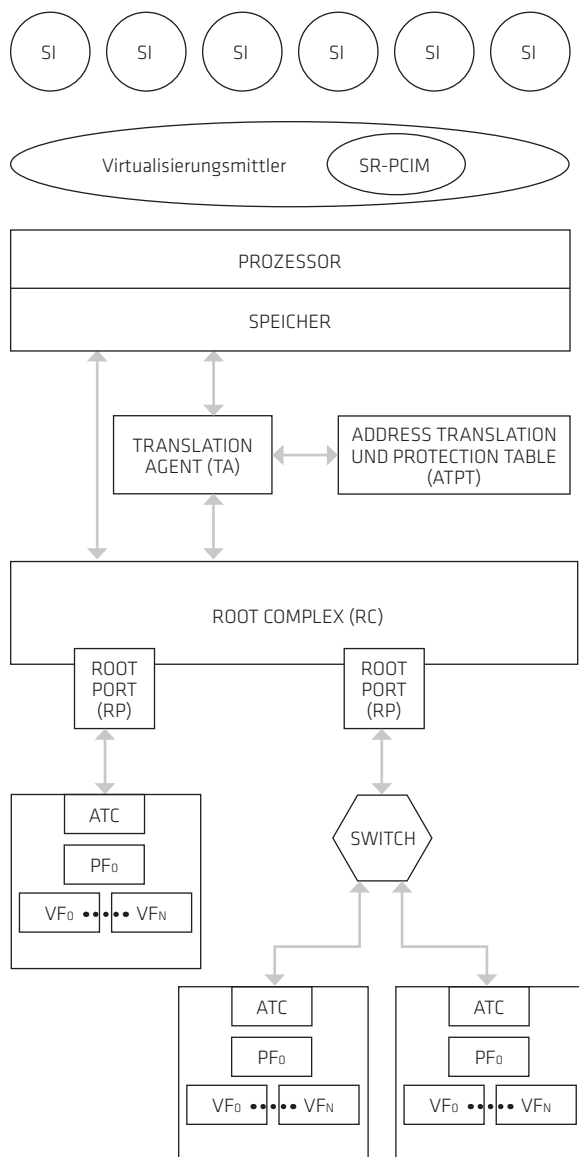 SI SI SI SI SI SI
Virtualisierungsmittler SR-PCIM
PROZESSOR
SPEICHER
TRANSLATION
AGENT (TA)
ADDRESS TRANSLATION
UND PROTECTION TABLE
(ATPT)
ROOT COMPLEX (RC)
ROOT
PORT
(RP)
ROOT
PORT
(RP)
ATC
PF0
VF0 ••••• VFN
SWITCH
ATC
PF0
VF0 ••••• VFN
ATC
PF0
VF0 ••••• VFN